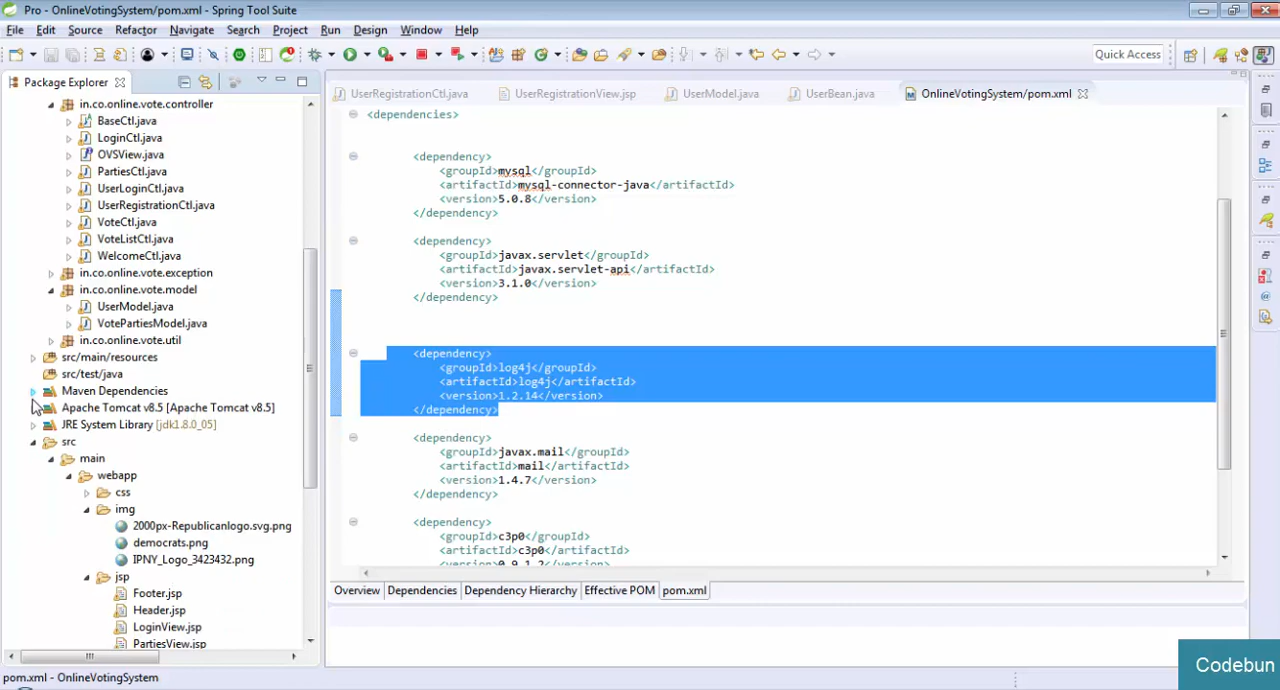 Pro - OnlineVotingSystem/pom.xml - Spring Tool Suite
File Edit Source Refactor Navigate Search Project Run Design Window Help
Quick Access
Package Explorer
UserRegistrationCtl.java UserRegistrationView.jsp UserModel.java UserBean.java OnlineVotingSystem/pom.xml
in.co.online.vote.controller
BaseCtl.java
LoginCtl.java
OVSView.java
PartiesCtl.java
UserLoginCtl.java
UserRegistrationCtl.java
VoteCtl.java
VoteListCtl.java
WelcomeCtl.java
in.co.online.vote.exception
in.co.online.vote.model
UserModel.java
VotePartiesModel.java
in.co.online.vote.util
src/main/resources
src/test/java
Maven Dependencies
Apache Tomcat v8.5 [Apache Tomcat v8.5]
JRE System Library [jdk1.8.0_05]
src
main
webapp
css
img
2000px-Republicanlogo.svg.png
democrats.png
IPNY_Logo_3423432.png
jsp
Footer.jsp
Header.jsp
LoginView.jsp
PartiesView.jsp
<dependencies>
<dependency>
<groupId>mysql</groupId>
<artifactId>mysql-connector-java</artifactId>
<version>5.0.8</version>
</dependency>
<dependency>
<groupId>javax.servlet</groupId>
<artifactId>javax.servlet-api</artifactId>
<version>3.1.0</version>
</dependency>
<dependency>
<groupId>log4j</groupId>
<artifactId>log4j</artifactId>
<version>1.2.14</version>
</dependency>
<dependency>
<groupId>javax.mail</groupId>
<artifactId>mail</artifactId>
<version>1.4.7</version>
</dependency>
<dependency>
<groupId>c3p0</groupId>
<artifactId>c3p0</artifactId>
<version>0.9.1.2</version>
Overview Dependencies Dependency Hierarchy Effective POM pom.xml
pom.xml - OnlineVotingSystem
Codebun